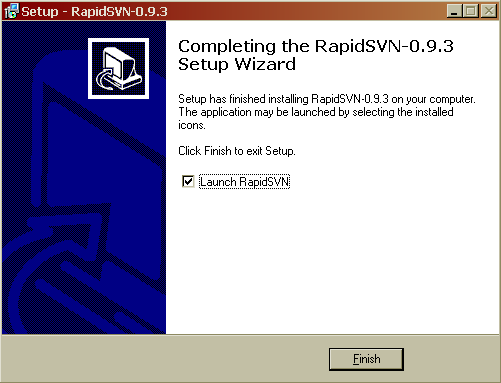 Setup - RapidSVN-0.9.3
Completing the RapidSVN-0.9.3
Setup Wizard
Setup has finished installing RapidSVN-0.9.3 on your computer.
The application may be launched by selecting the installed
icons.
Click Finish to exit Setup.
Launch RapidSVN
Finish